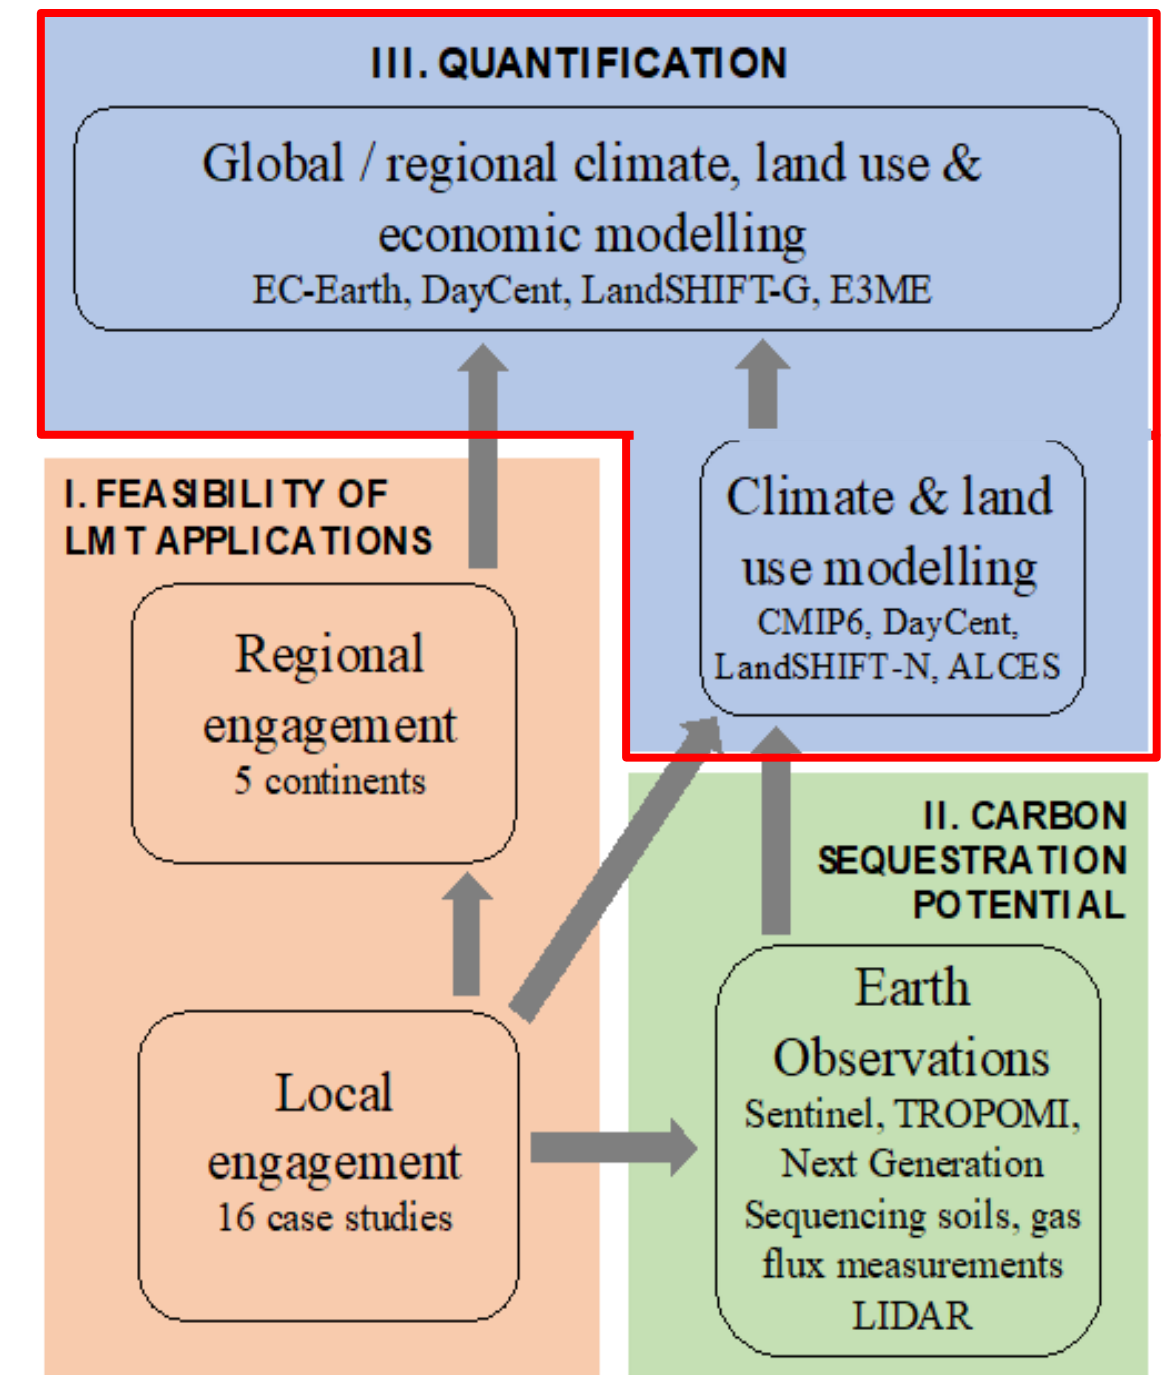 III. QUANTIFICATION
Global / regional climate, land use &
economic modelling
EC-Earth, DayCent, LandSHIFT-G, E3ME
I. FEASIBILITY OF
LMT APPLICATIONS
Climate & land
use modelling
CMIP6, DayCent,
LandSHIFT-N, ALCES
Regional
engagement
5 continents
II. CARBON
SEQUESTRATION
POTENTIAL
Local
engagement
16 case studies
Earth
Observations
Sentinel, TROPOMI,
Next Generation
Sequencing soils, gas
flux measurements
LIDAR